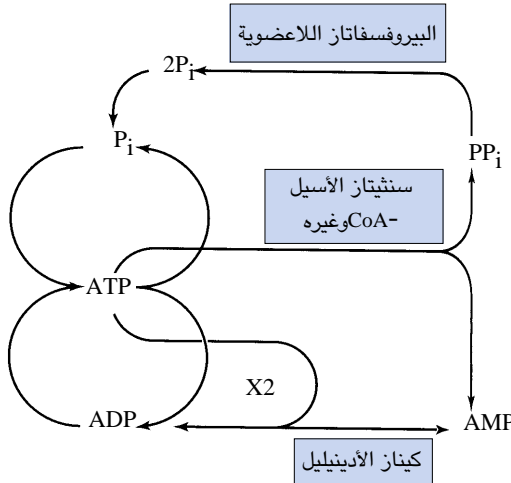 البيروفسفاتاز اللاعضوية
2Pi
Pi
PPi
سنثيتاز الأسيل
-CoAوغيره
ATP
X2
ADP
AMP
كيناز الأدينيليل